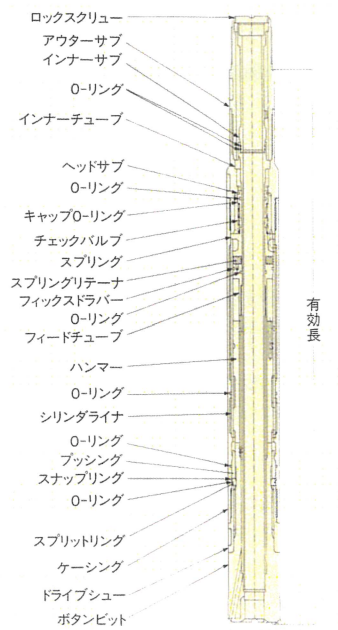 ロックスクリュー
アウターサブ
インナーサブ
O-リング
インナーチューブ
ヘッドサブ
O-リング
キャップO-リング
チェックバルブ
スプリング
スプリングリテーナ
フィックスドラバー
O-リング
フィードチューブ
ハンマー
O-リング
シリンダライナ
O-リング
ブッシング
スナップリング
O-リング
スプリットリング
ケーシング
ドライブシュー
ボタンビット
有効長